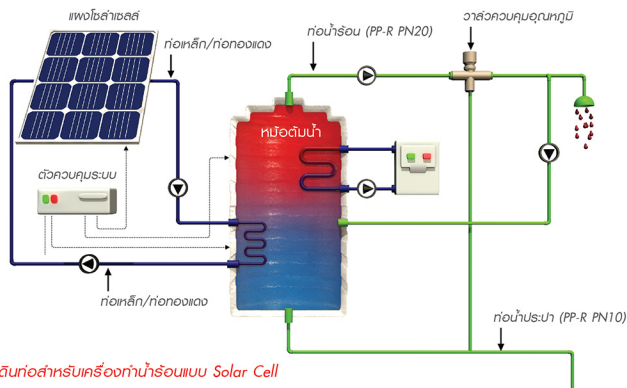 แผงโซล่าเซลล์
ท่อเหล็ก/ท่อทองแดง
ท่อน้ำร้อน (PP-R PN20)
วาล์วควบคุมอุณหภูมิ
หม้อต้มน้ำ
ตัวควบคุมระบบ
ท่อเหล็ก/ท่อทองแดง
ท่อน้ำประปา (PP-R PN10)
เดินท่อสำหรับเครื่องทำน้ำร้อนแบบ Solar Cell